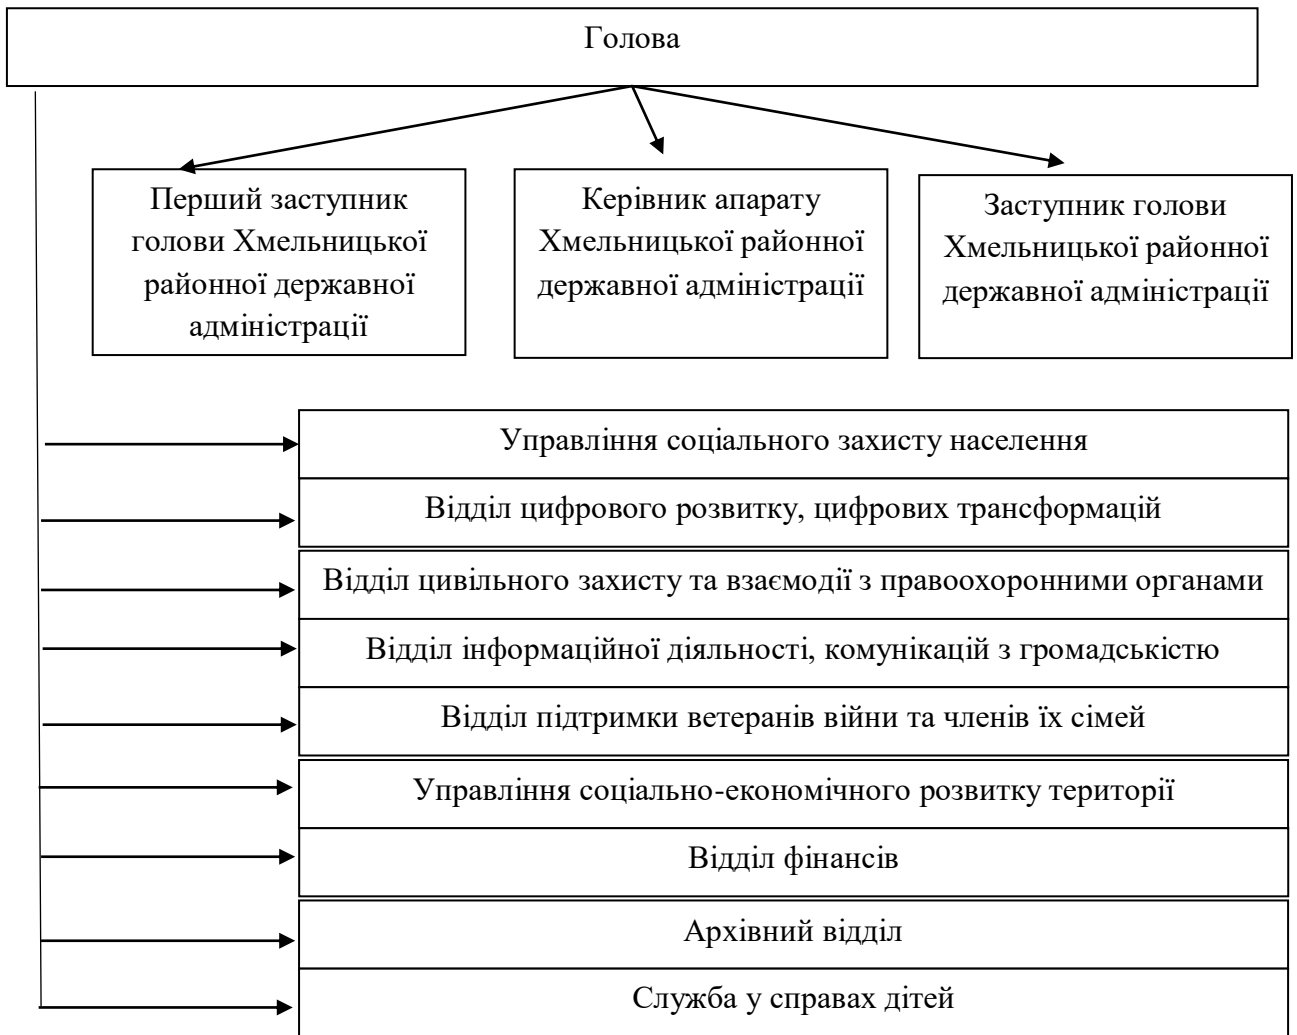 Голова
Перший заступник
голови Хмельницької
районної державної
адміністрації
Керівник апарату
Хмельницької районної
державної адміністрації
Заступник голови
Хмельницької районної
державної адміністрації
Управління соціального захисту населення
Відділ цифрового розвитку, цифрових трансформацій
Відділ цивільного захисту та взаємодії з правоохоронними органами
Відділ інформаційної діяльності, комунікацій з громадськістю
Відділ підтримки ветеранів війни та членів їх сімей
Управління соціально-економічного розвитку території
Відділ фінансів
Архівний відділ
Служба у справах дітей